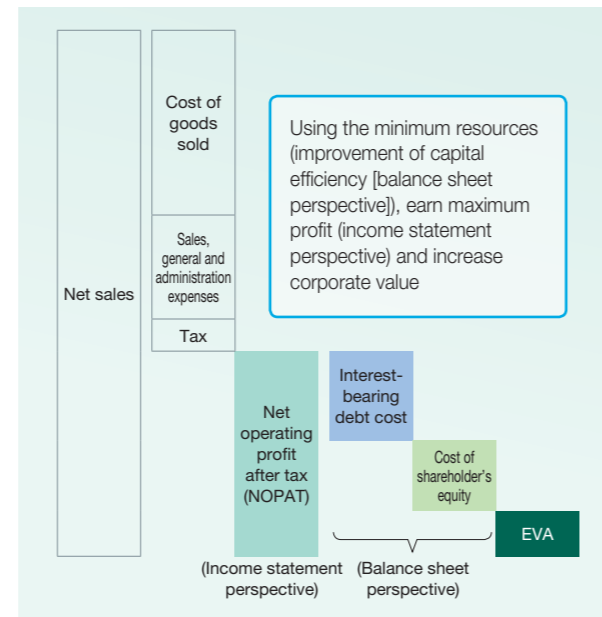 Net sales
Cost of
goods
sold
Sales,
general and
administration
expenses
Tax
Using the minimum resources
(improvement of capital
efficiency [balance sheet
perspective]), earn maximum
profit (income statement
perspective) and increase
corporate value
Net
operating
profit
after tax
(NOPAT)
Interest-
bearing
debt cost
Cost of
shareholder's
equity
EVA
(Income statement
perspective)
(Balance sheet
perspective)